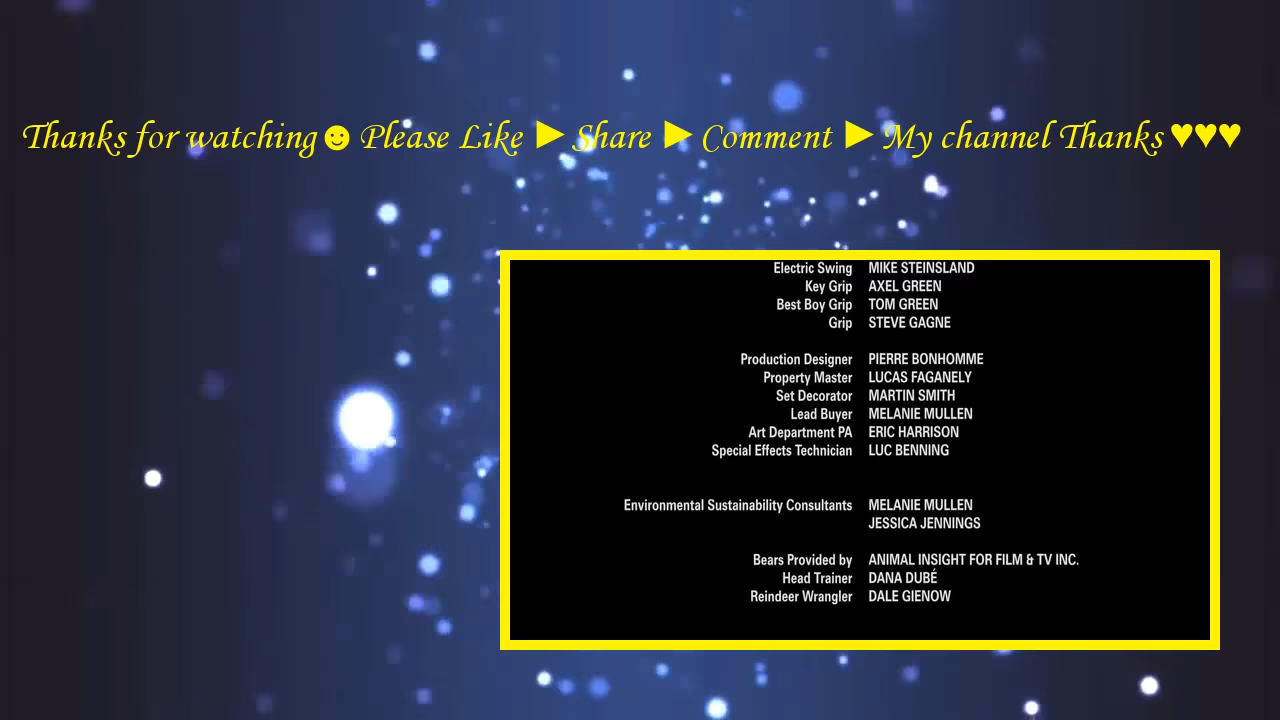 Thanks for watching☻Please Like ► Share ► Comment ► My channel Thanks ♥♥♥
Electric Swing MIKE STEINSLAND
Key Grip AXEL GREEN
Best Boy Grip TOM GREEN
Grip STEVE GAGNE
Production Designer PIERRE BONHOMME
Property Master LUCAS FAGANELY
Set Decorator MARTIN SMITH
Lead Buyer MELANIE MULLEN
Art Department PA ERIC HARRISON
Special Effects Technician LUC BENNING
Environmental Sustainability Consultants MELANIE MULLEN
JESSICA JENNINGS
Bears Provided by ANIMAL INSIGHT FOR FILM & TV INC.
Head Trainer DANA DUBÉ
Reindeer Wrangler DALE GIENOW